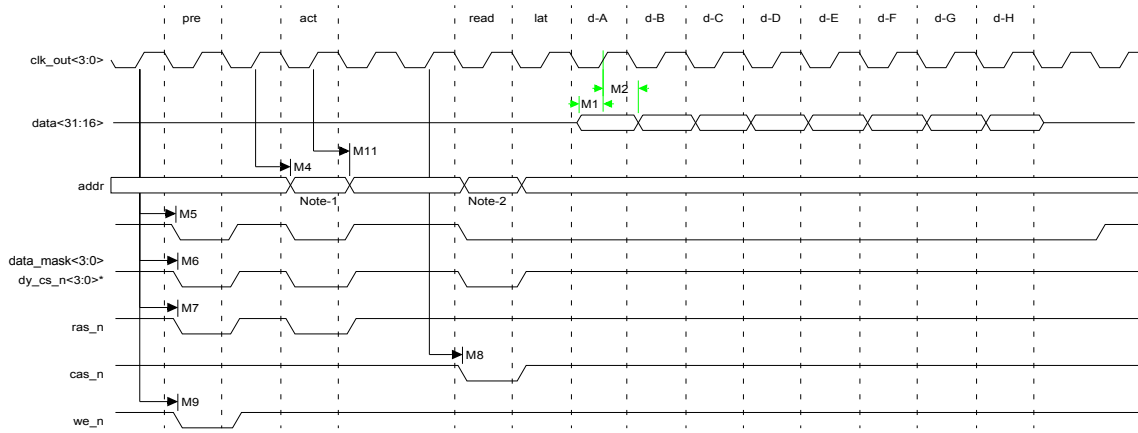 pre act read lat d-A d-B d-C d-D d-E d-F d-G d-H
clk_out<3:0>
M2
M1
data<31:16>
M11
M4
addr
Note-1 Note-2
M5
data_mask<3:0> M6
dy_cs_n<3:0>*
M7
ras_n
M8
cas_n
M9
we_n